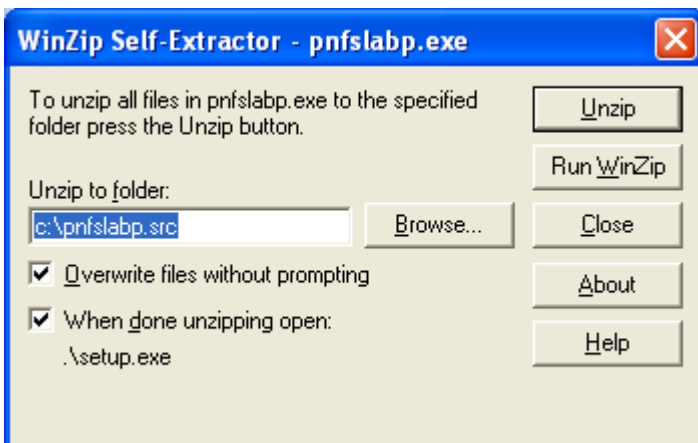 WinZip Self-Extractor - pnfslabp.exe
To unzip all files in pnfslabp.exe to the specified
folder press the Unzip button.
Unzip to folder:
c:\pnfslabp.src
Browse...
Overwrite files without prompting
When done unzipping open:
.\setup.exe
Unzip
Run WinZip
Close
About
Help